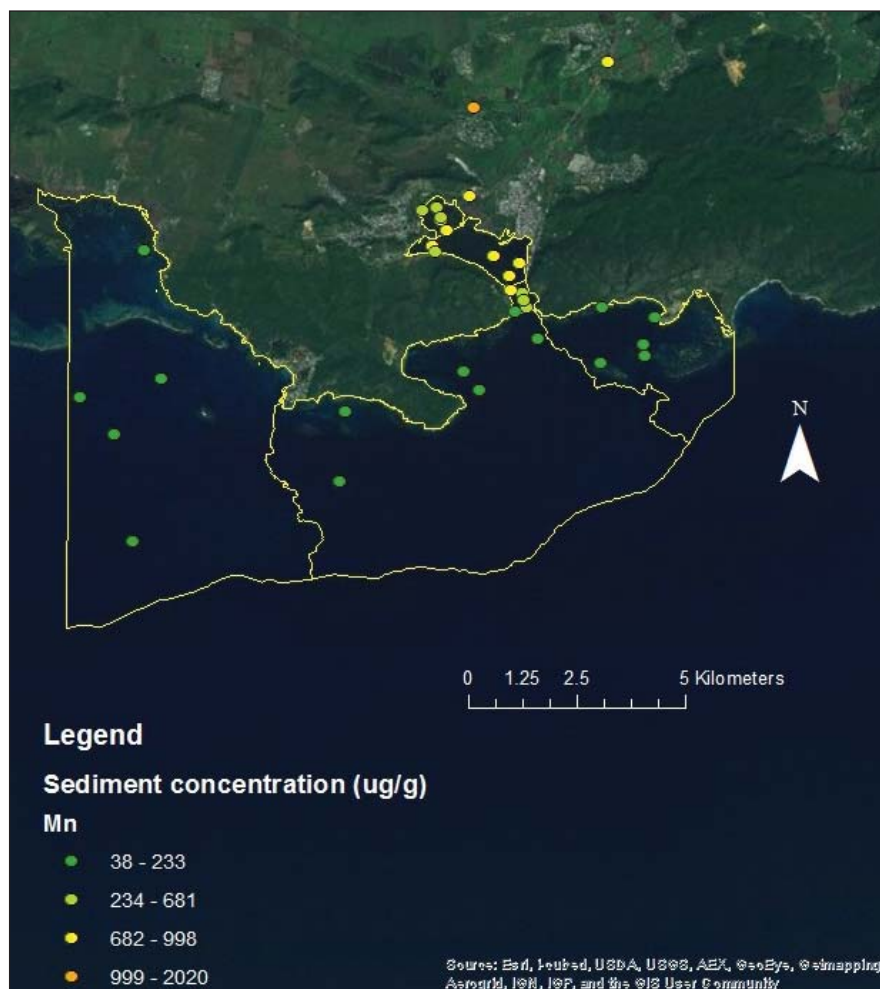 N
0 1.25 2.5 5 Kilometers
Legend
Sediment concentration (ug/g)
Mn
38 - 233
234 - 681
682 - 998
999 - 2020
Source: Esri, USDA, USGS, AEX, GeoEye,
Aerogrid, IGN, IGP, and the GIS User Community